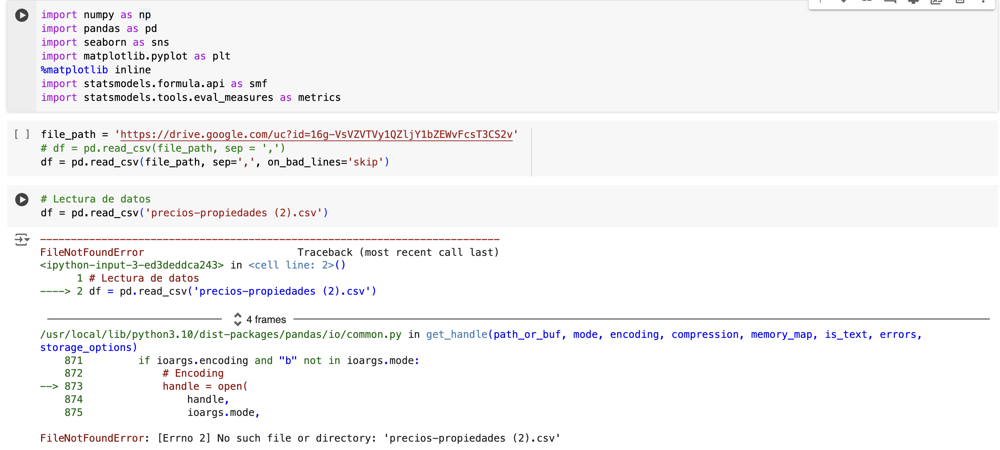 import numpy as np
import pandas as pd
import seaborn as sns
import matplotlib.pyplot as plt
%matplotlib inline
import statsmodels.formula.api as smf
import statsmodels.tools.eval_measures as metrics
[ ] file_path = 'https://drive.google.com/uc?id=16g-VsVZVTVy1QZljY1bZEWvFcsT3CS2v'
# df = pd.read_csv(file_path, sep = ',')
df = pd.read_csv(file_path, sep=',', on_bad_lines='skip')
# Lectura de datos
df = pd.read_csv('precios-propiedades (2).csv')
---------------------------------------------------------------------------
FileNotFoundError                         Traceback (most recent call last)
<ipython-input-3-ed3deddca243> in <cell line: 2>()
      1 # Lectura de datos
----> 2 df = pd.read_csv('precios-propiedades (2).csv')
4 frames
/usr/local/lib/python3.10/dist-packages/pandas/io/common.py in get_handle(path_or_buf, mode, encoding, compression, memory_map, is_text, errors,
storage_options)
    871         if ioargs.encoding and "b" not in ioargs.mode:
    872             # Encoding
--> 873             handle = open(
    874                 handle,
    875                 ioargs.mode,
FileNotFoundError: [Errno 2] No such file or directory: 'precios-propiedades (2).csv'